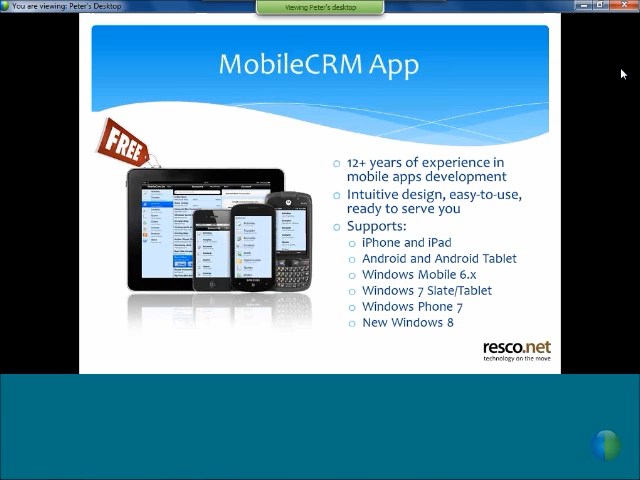 You are viewing: Peter's Desktop
Viewing Peter's desktop
MobileCRM App
FREE
12+ years of experience in
mobile apps development
Intuitive design, easy-to-use,
ready to serve you
Supports:
iPhone and iPad
Android and Android Tablet
Windows Mobile 6.x
Windows 7 Slate/Tablet
Windows Phone 7
New Windows 8
resco.net
technology on the move